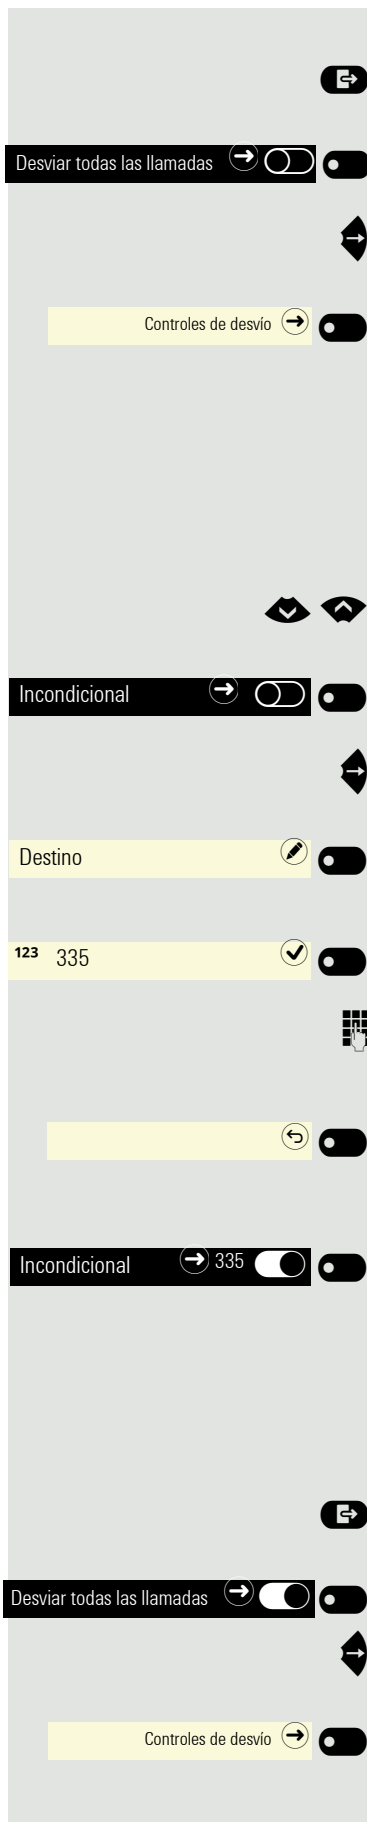 Desviar todas las llamadas
Controles de desvío
Incondicional
Destino
123 335
Incondicional 335
Desviar todas las llamadas
Controles de desvío